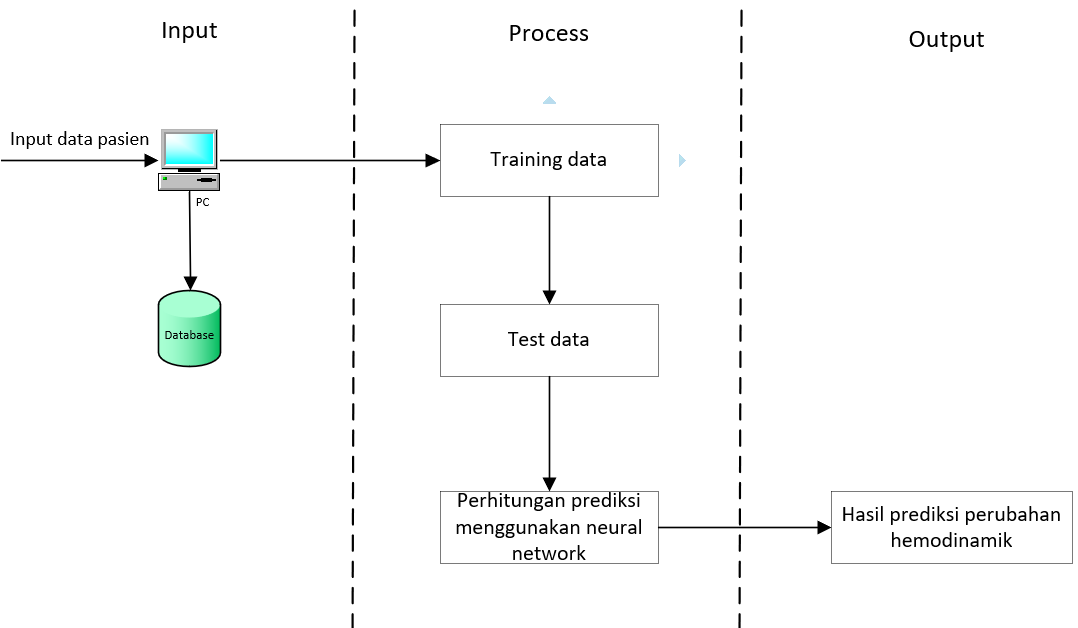 Input
Process
Output
Input data pasien
PC
Database
Training data
Test data
Perhitungan prediksi
menggunakan neural
network
Hasil prediksi perubahan
hemodinamik